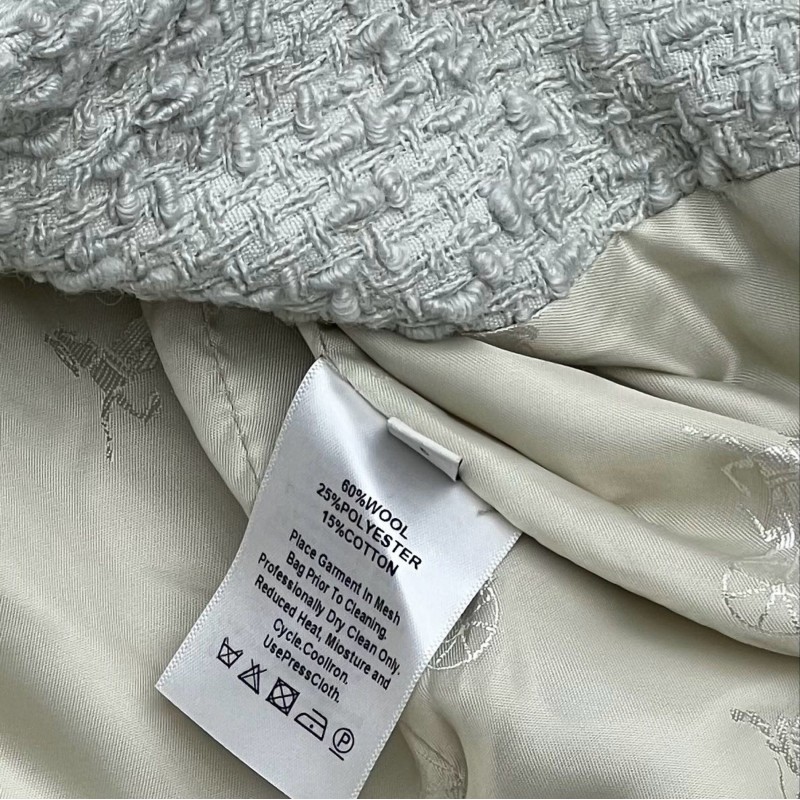 60%WOOL
25%POLYESTER
15%COTTON
Place Garment In Mesh
Bag Prior To Cleaning.
Professionally Dry Clean Only.
Reduced Heat, Miosture and
Cycle.CoolIron.
UsePressCloth.
P